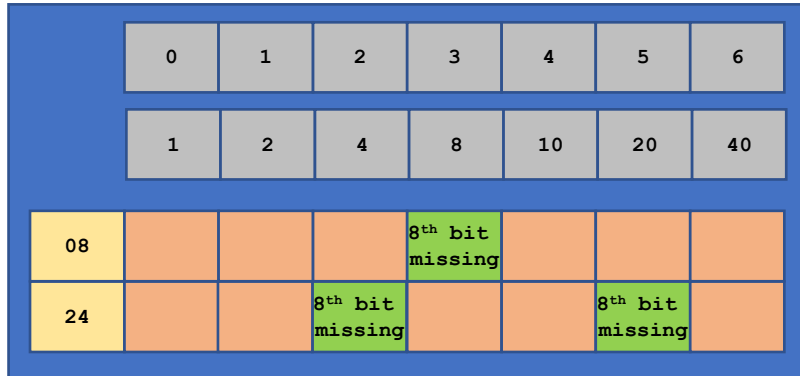 0 1 2 3 4 5 6
1 2 4 8 10 20 40
08 8th bit missing
24 8th bit missing 8th bit missing